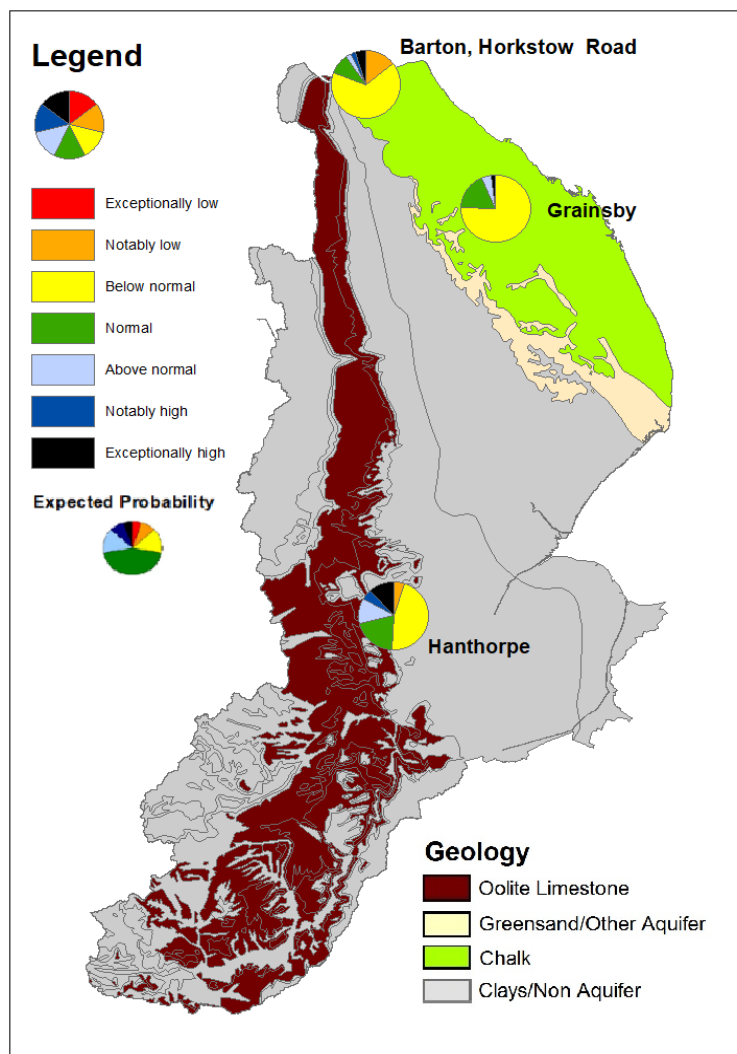 Legend
Barton, Horkstow Road
Exceptionally low
Notably low
Grainsby
Below normal
Normal
Above normal
Notably high
Exceptionally high
Expected Probability
Hanthorpe
Geology
Oolite Limestone
Greensand/Other Aquifer
Chalk
Clays/Non Aquifer